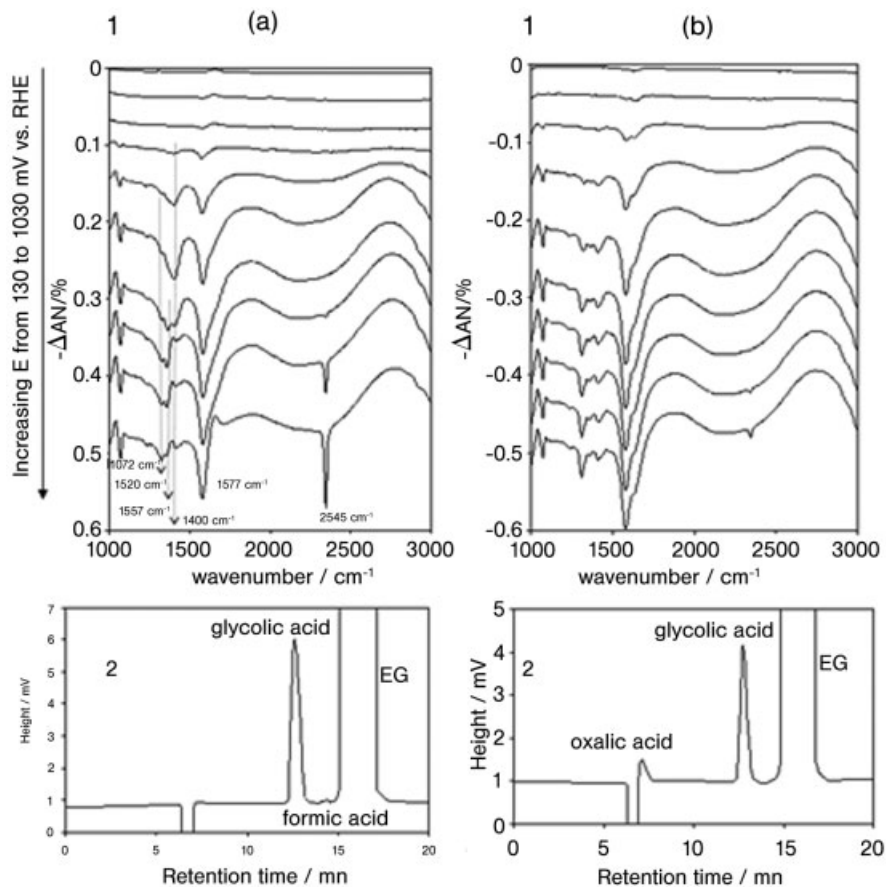 1
(a)
Increasing E from 130 to 1030 mV vs. RHE
-ΔAN/%
0
0.1
0.2
0.3
0.4
0.5
0.6
1072 cm⁻¹
1520 cm⁻¹
1557 cm⁻¹
1400 cm⁻¹
1577 cm⁻¹
2545 cm⁻¹
1000 1500 2000 2500 3000
wavenumber / cm⁻¹
1
(b)
-ΔAN/%
0
-0.1
-0.2
-0.3
-0.4
-0.5
-0.6
1000 1500 2000 2500 3000
wavenumber / cm⁻¹
2
Height / mV
7
6
5
4
3
2
1
0
glycolic acid
EG
formic acid
0 5 10 15 20
Retention time / mn
2
Height / mV
5
4
3
2
1
0
oxalic acid
glycolic acid
EG
0 5 10 15 20
Retention time / mn